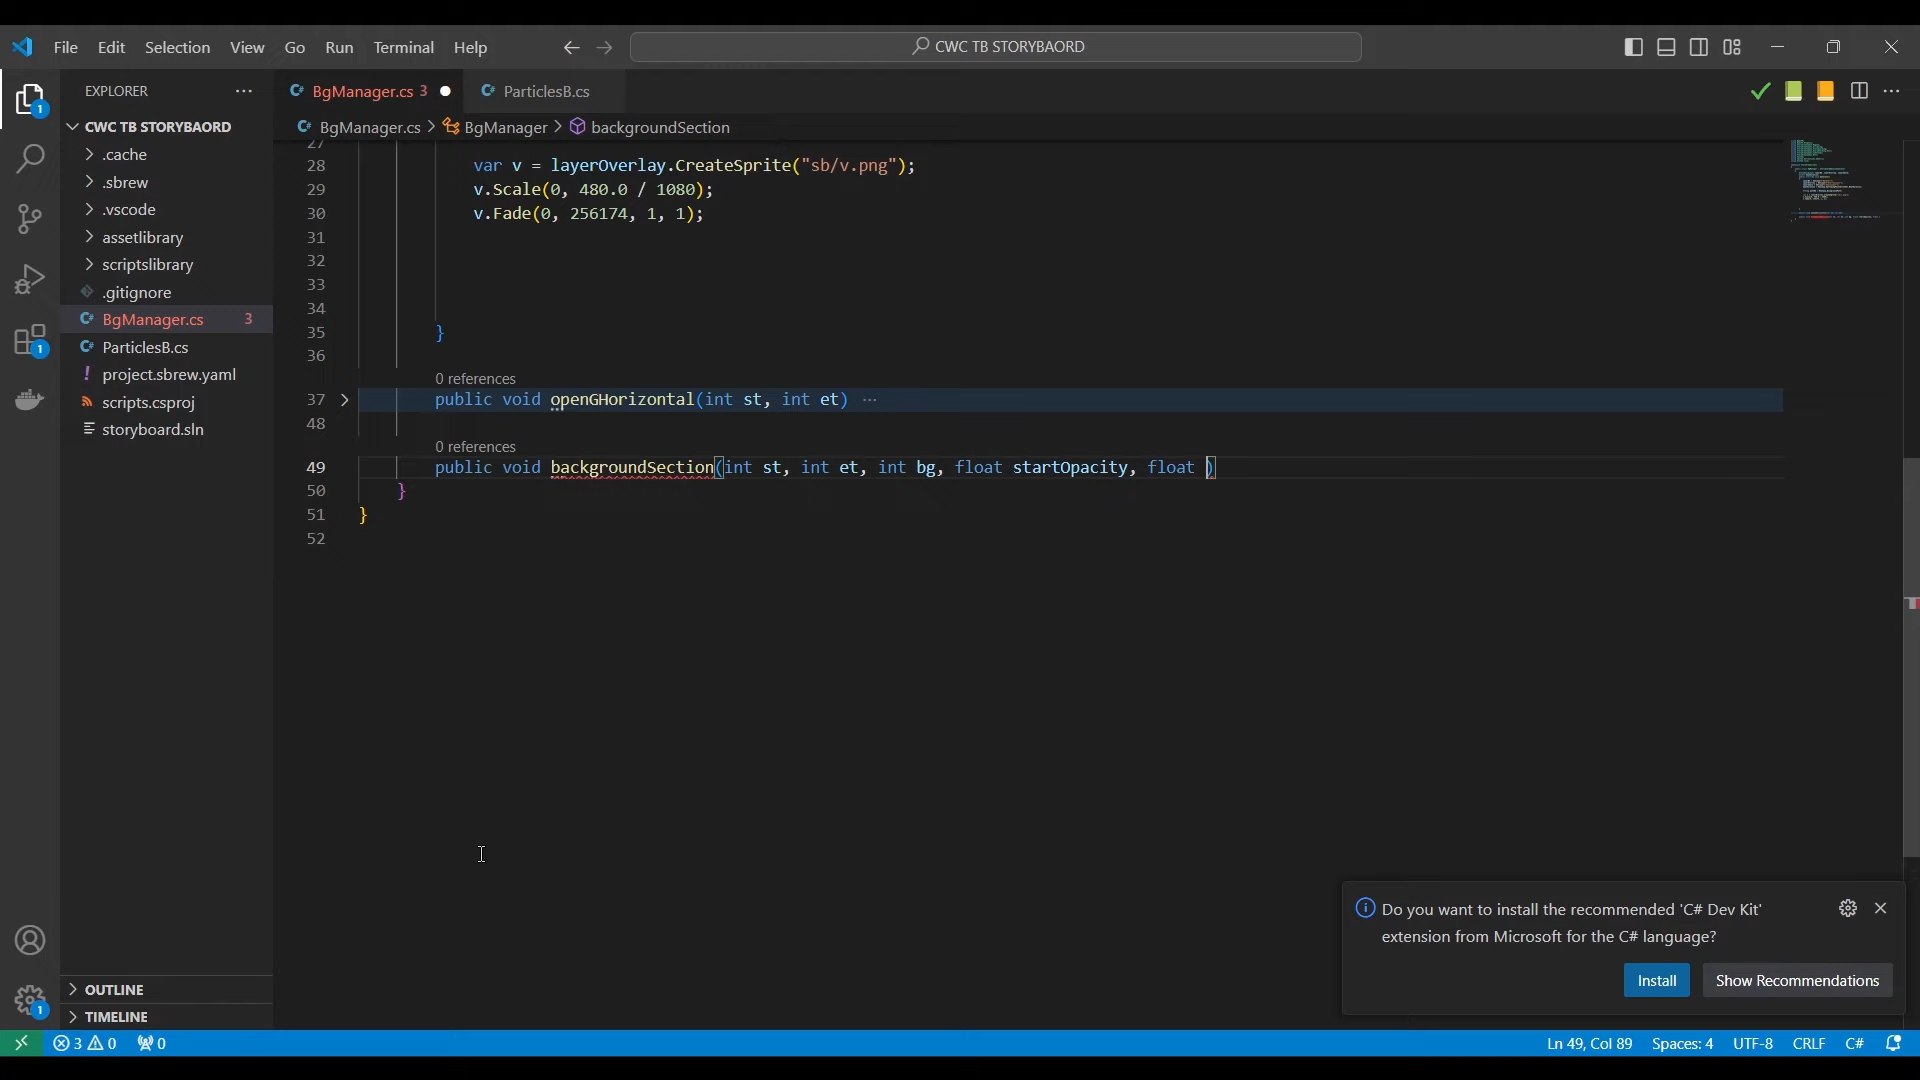 File Edit Selection View Go Run Terminal Help
CWC TB STORYBAORD
EXPLORER
BgManager.cs 3
ParticlesB.cs
CWC TB STORYBAORD
.cache
.sbrew
.vscode
assetlibrary
scriptslibrary
.gitignore
BgManager.cs 3
ParticlesB.cs
project.sbrew.yaml
scripts.csproj
storyboard.sln
OUTLINE
TIMELINE
BgManager.cs > BgManager > backgroundSection
27
28 var v = layerOverlay.CreateSprite("sb/v.png");
29 v.Scale(0, 480.0 / 1080);
30 v.Fade(0, 256174, 1, 1);
31
32
33
34
35 }
36
0 references
37 public void openGHorizontal(int st, int et) ···
48
0 references
49 public void backgroundSection(int st, int et, int bg, float startOpacity, float )
50 }
51 }
52
Do you want to install the recommended 'C# Dev Kit'
extension from Microsoft for the C# language?
Install Show Recommendations
1
1
1
3 0 0
Ln 49, Col 89 Spaces: 4 UTF-8 CRLF C#